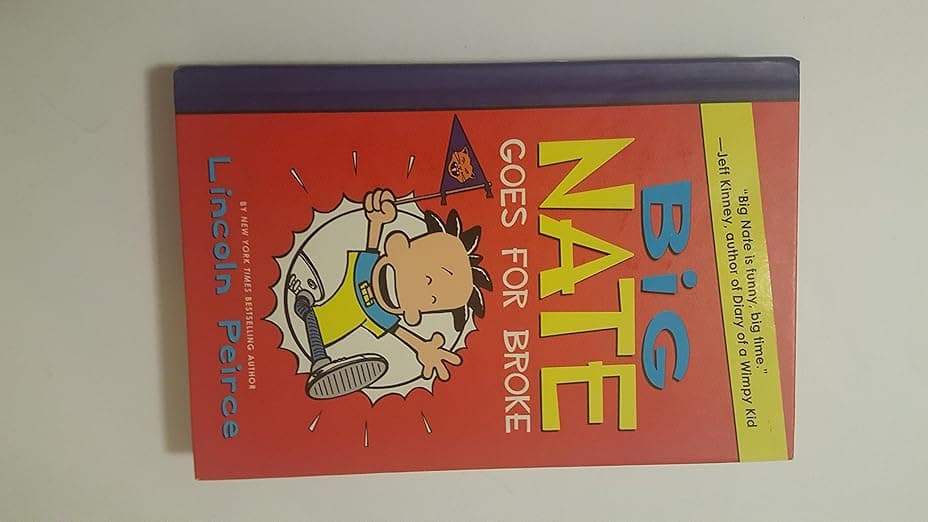 "Big Nate is funny, big time."
—Jeff Kinney, author of Diary of a Wimpy Kid
BiG
NATE
GOES FOR BROKE
BY NEW YORK TIMES BESTSELLING AUTHOR
Lincoln Peirce